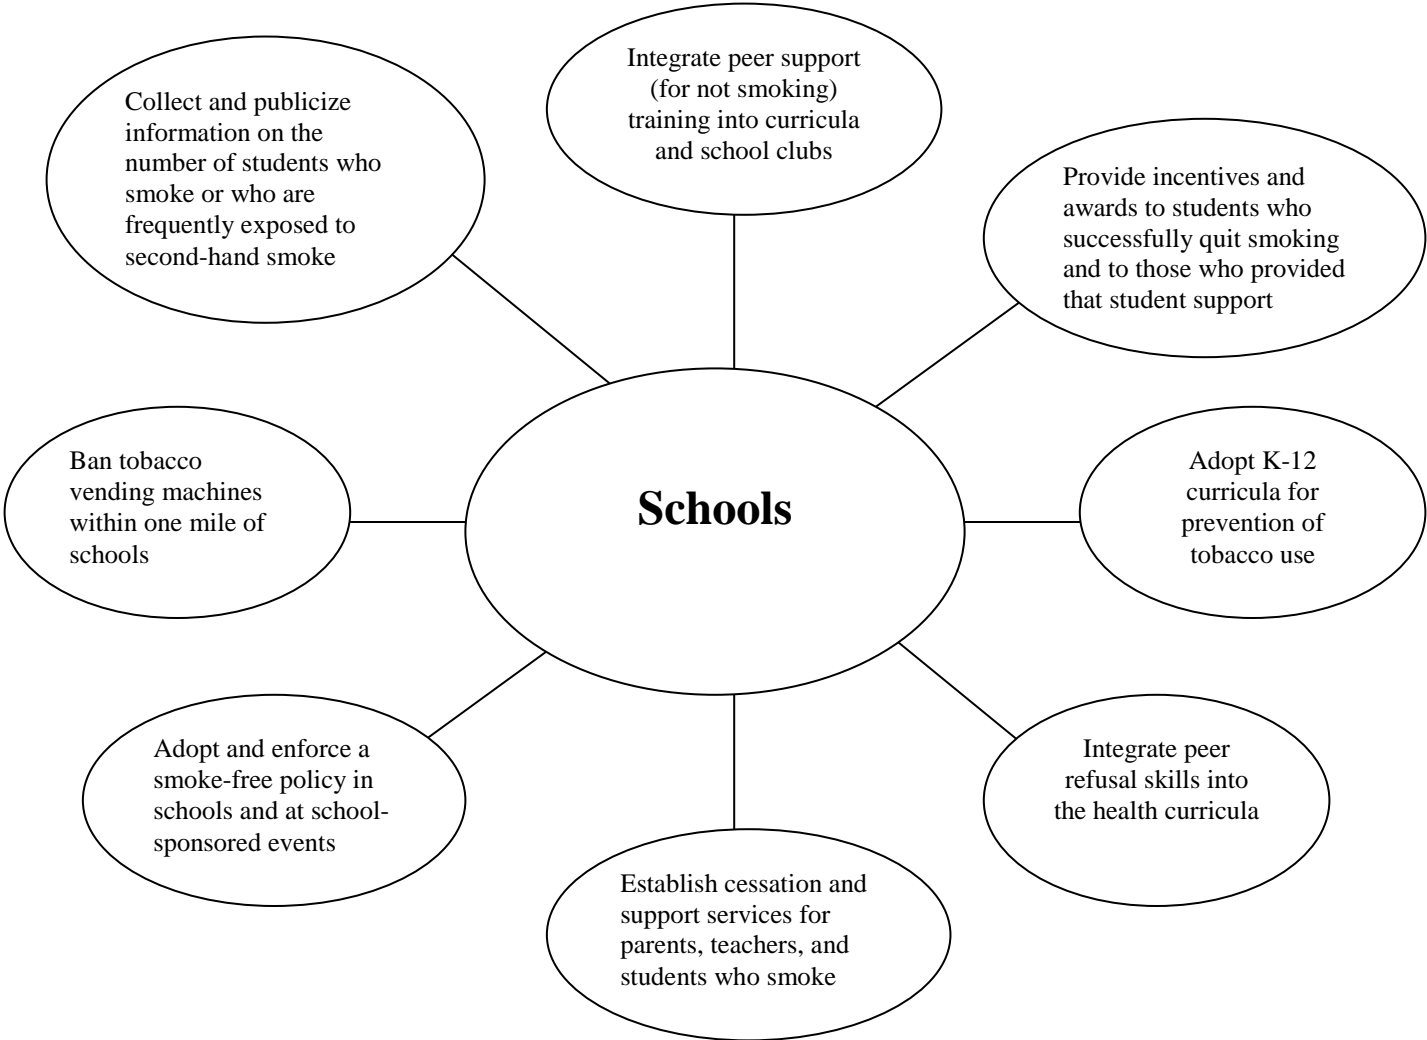 Integrate peer support
(for not smoking)
training into curricula
and school clubs
Collect and publicize
information on the
number of students who
smoke or who are
frequently exposed to
second-hand smoke
Provide incentives and
awards to students who
successfully quit smoking
and to those who provided
that student support
Ban tobacco
vending machines
within one mile of
schools
Schools
Adopt K-12
curricula for
prevention of
tobacco use
Adopt and enforce a
smoke-free policy in
schools and at school-
sponsored events
Integrate peer
refusal skills into
the health curricula
Establish cessation and
support services for
parents, teachers, and
students who smoke